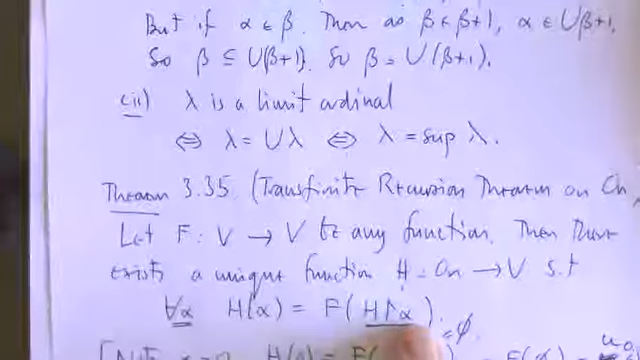 But if α ∈ β. Then as β ∈ β+1, α ∈ ∪β+1.
So β ⊆ ∪(β+1). So β = ∪(β+1).
(ii) λ is a limit ordinal
⇔ λ = ∪λ ⇔ λ = sup λ.
Theorem 3.35 (Transfinite Recursion Theorem on On,
Let F : V → V be any function. Then there
exists a unique function H : On → V s.t
∀α H(α) = F(H↾α).
= ∅.
H(0) = F(